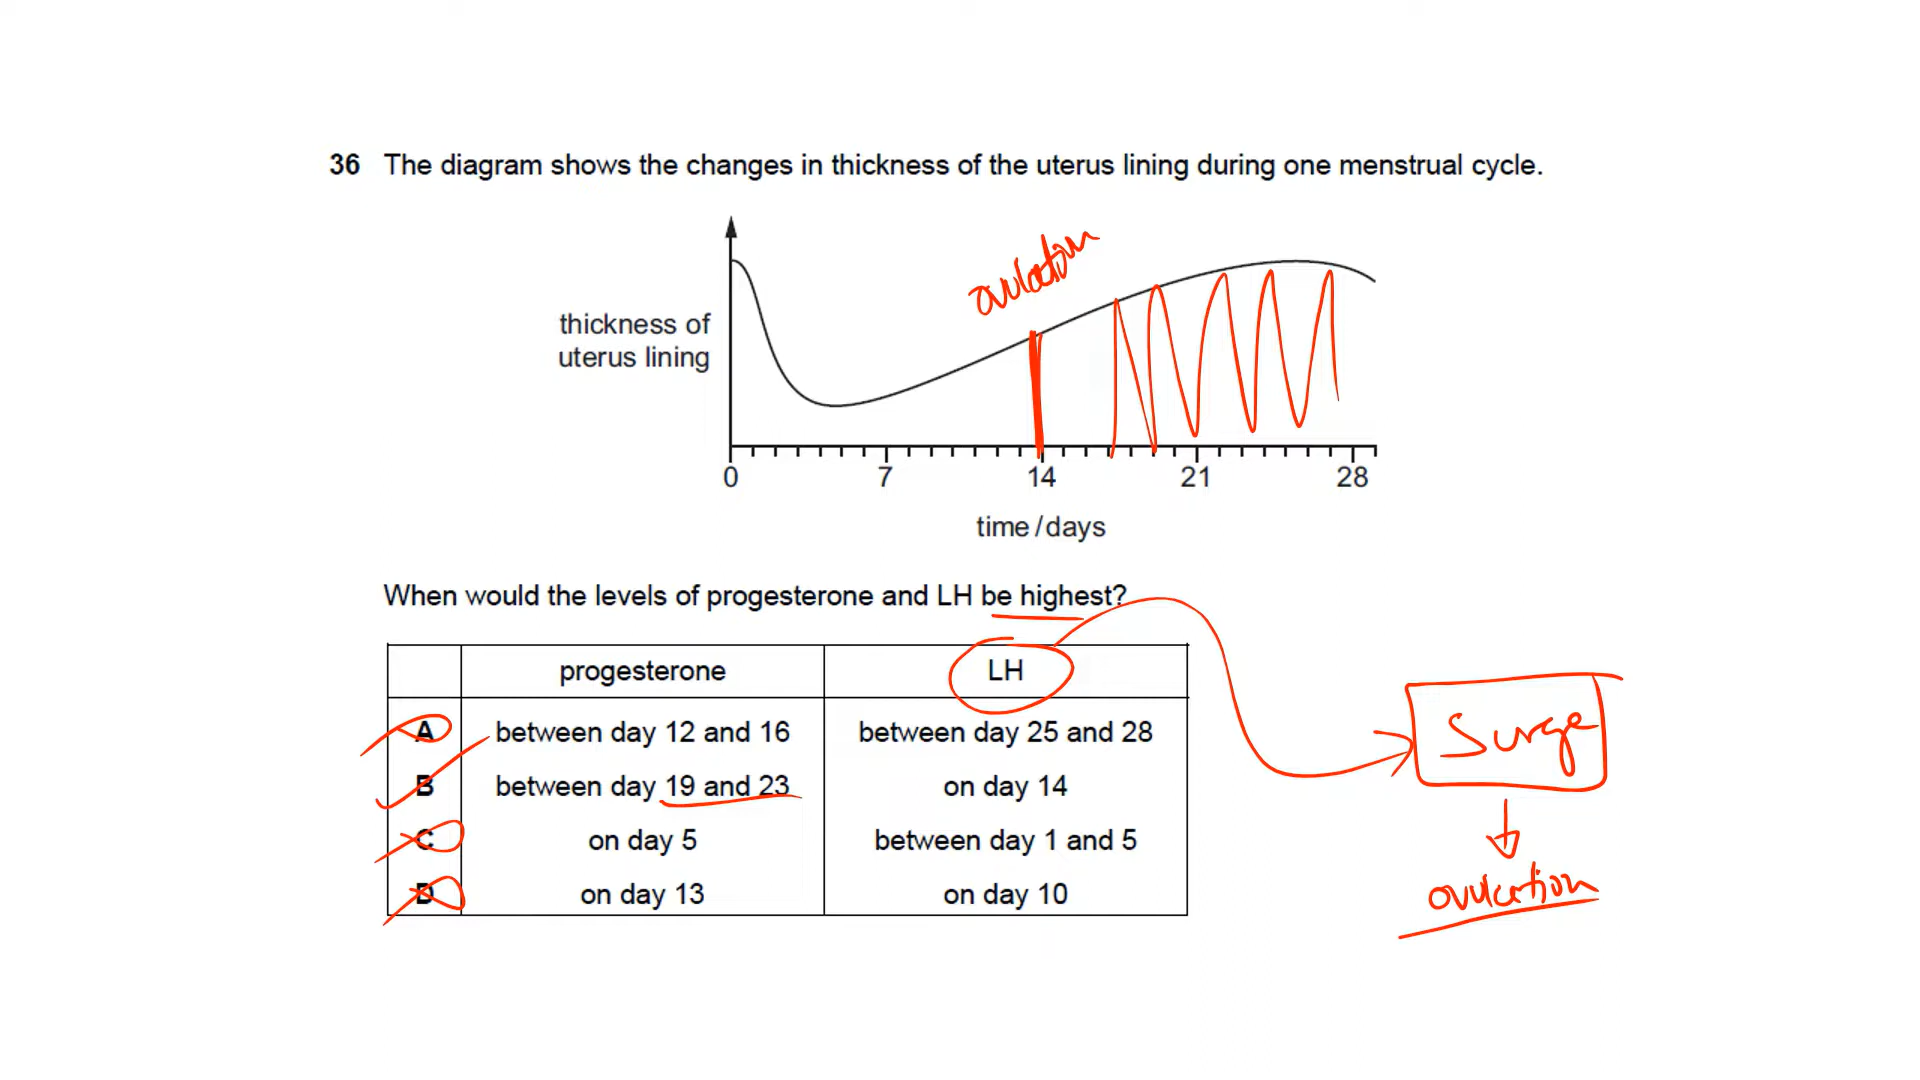 36 The diagram shows the changes in thickness of the uterus lining during one menstrual cycle.
ovulation
thickness of
uterus lining
0 7 14 21 28
time/days
When would the levels of progesterone and LH be highest?
progesterone LH
A between day 12 and 16 between day 25 and 28
B between day 19 and 23 on day 14
C on day 5 between day 1 and 5
D on day 13 on day 10
Surge
ovulation